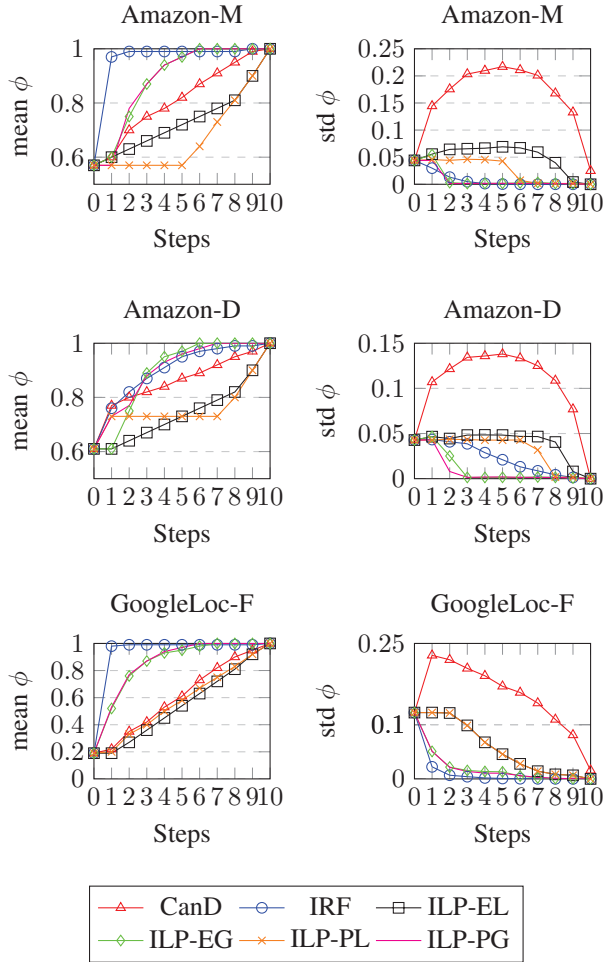 Amazon-M
Amazon-M
mean ϕ
1
0.8
0.6
0 1 2 3 4 5 6 7 8 9 10
Steps
std ϕ
0.25
0.2
0.15
0.1
0.05
0
0 1 2 3 4 5 6 7 8 9 10
Steps
Amazon-D
Amazon-D
mean ϕ
1
0.8
0.6
0 1 2 3 4 5 6 7 8 9 10
Steps
std ϕ
0.15
0.1
0.05
0
0 1 2 3 4 5 6 7 8 9 10
Steps
GoogleLoc-F
GoogleLoc-F
mean ϕ
1
0.8
0.6
0.4
0.2
0
0 1 2 3 4 5 6 7 8 9 10
Steps
std ϕ
0.25
0.1
0
0 1 2 3 4 5 6 7 8 9 10
Steps
CanD IRF ILP-EL
ILP-EG ILP-PL ILP-PG